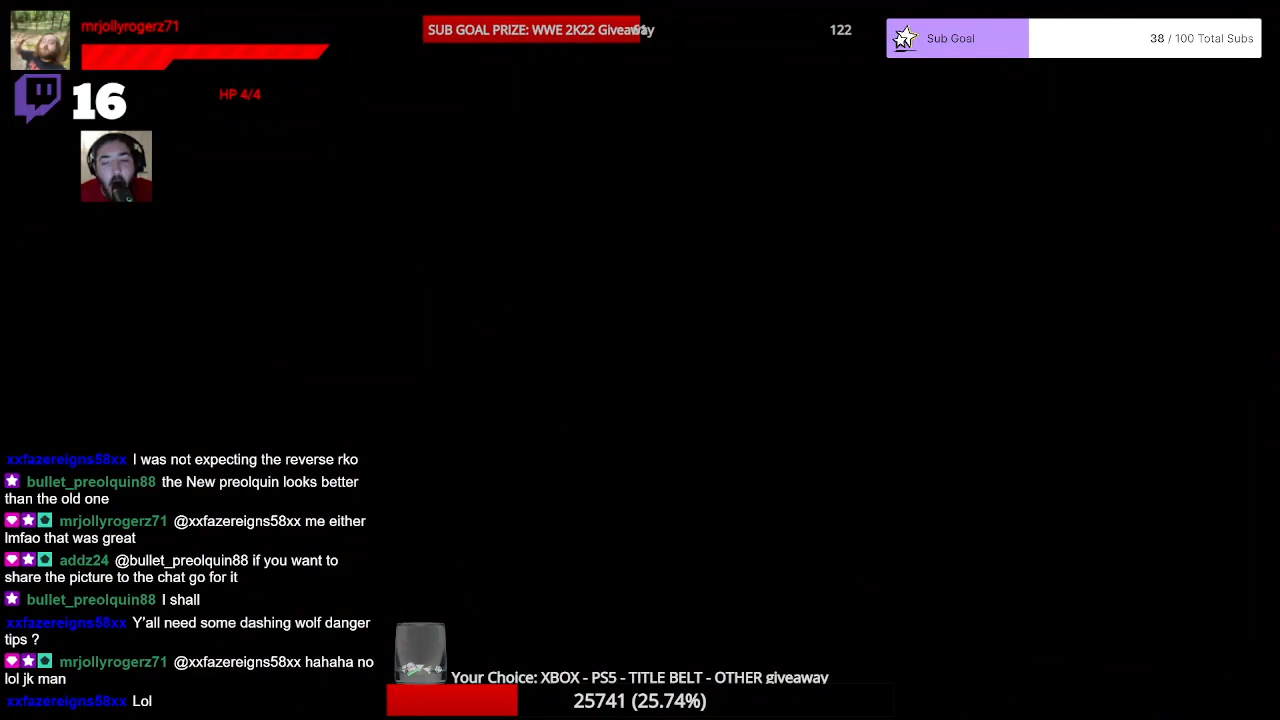 mrjollyrogerz71
SUB GOAL PRIZE: WWE 2K22 Giveaway
122
Sub Goal
38 / 100 Total Subs
16
HP 4/4
xxfazereigns58xx I was not expecting the reverse rko
bullet_preolquin88 the New preolquin looks better
than the old one
mrjollyrogerz71 @xxfazereigns58xx me either
lmfao that was great
addz24 @bullet_preolquin88 if you want to
share the picture to the chat go for it
bullet_preolquin88 I shall
xxfazereigns58xx Y'all need some dashing wolf danger
tips ?
mrjollyrogerz71 @xxfazereigns58xx hahaha no
lol jk man
xxfazereigns58xx Lol
Your Choice: XBOX - PS5 - TITLE BELT - OTHER giveaway
25741 (25.74%)